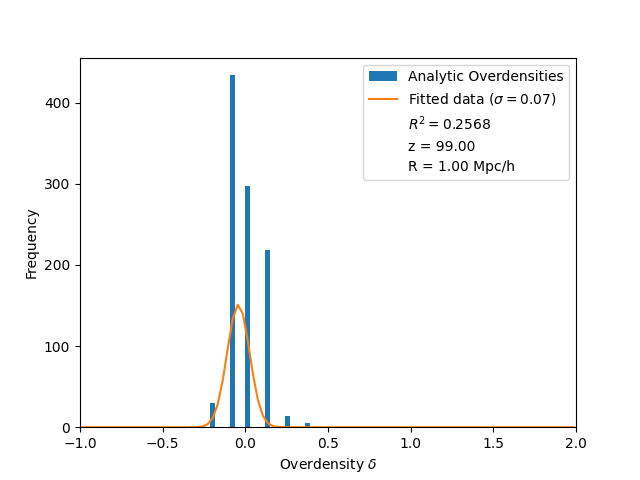 Analytic Overdensities
Fitted data (σ = 0.07)
R² = 0.2568
z = 99.00
R = 1.00 Mpc/h
400
300
200
100
0
Frequency
−1.0 −0.5 0.0 0.5 1.0 1.5 2.0
Overdensity δ